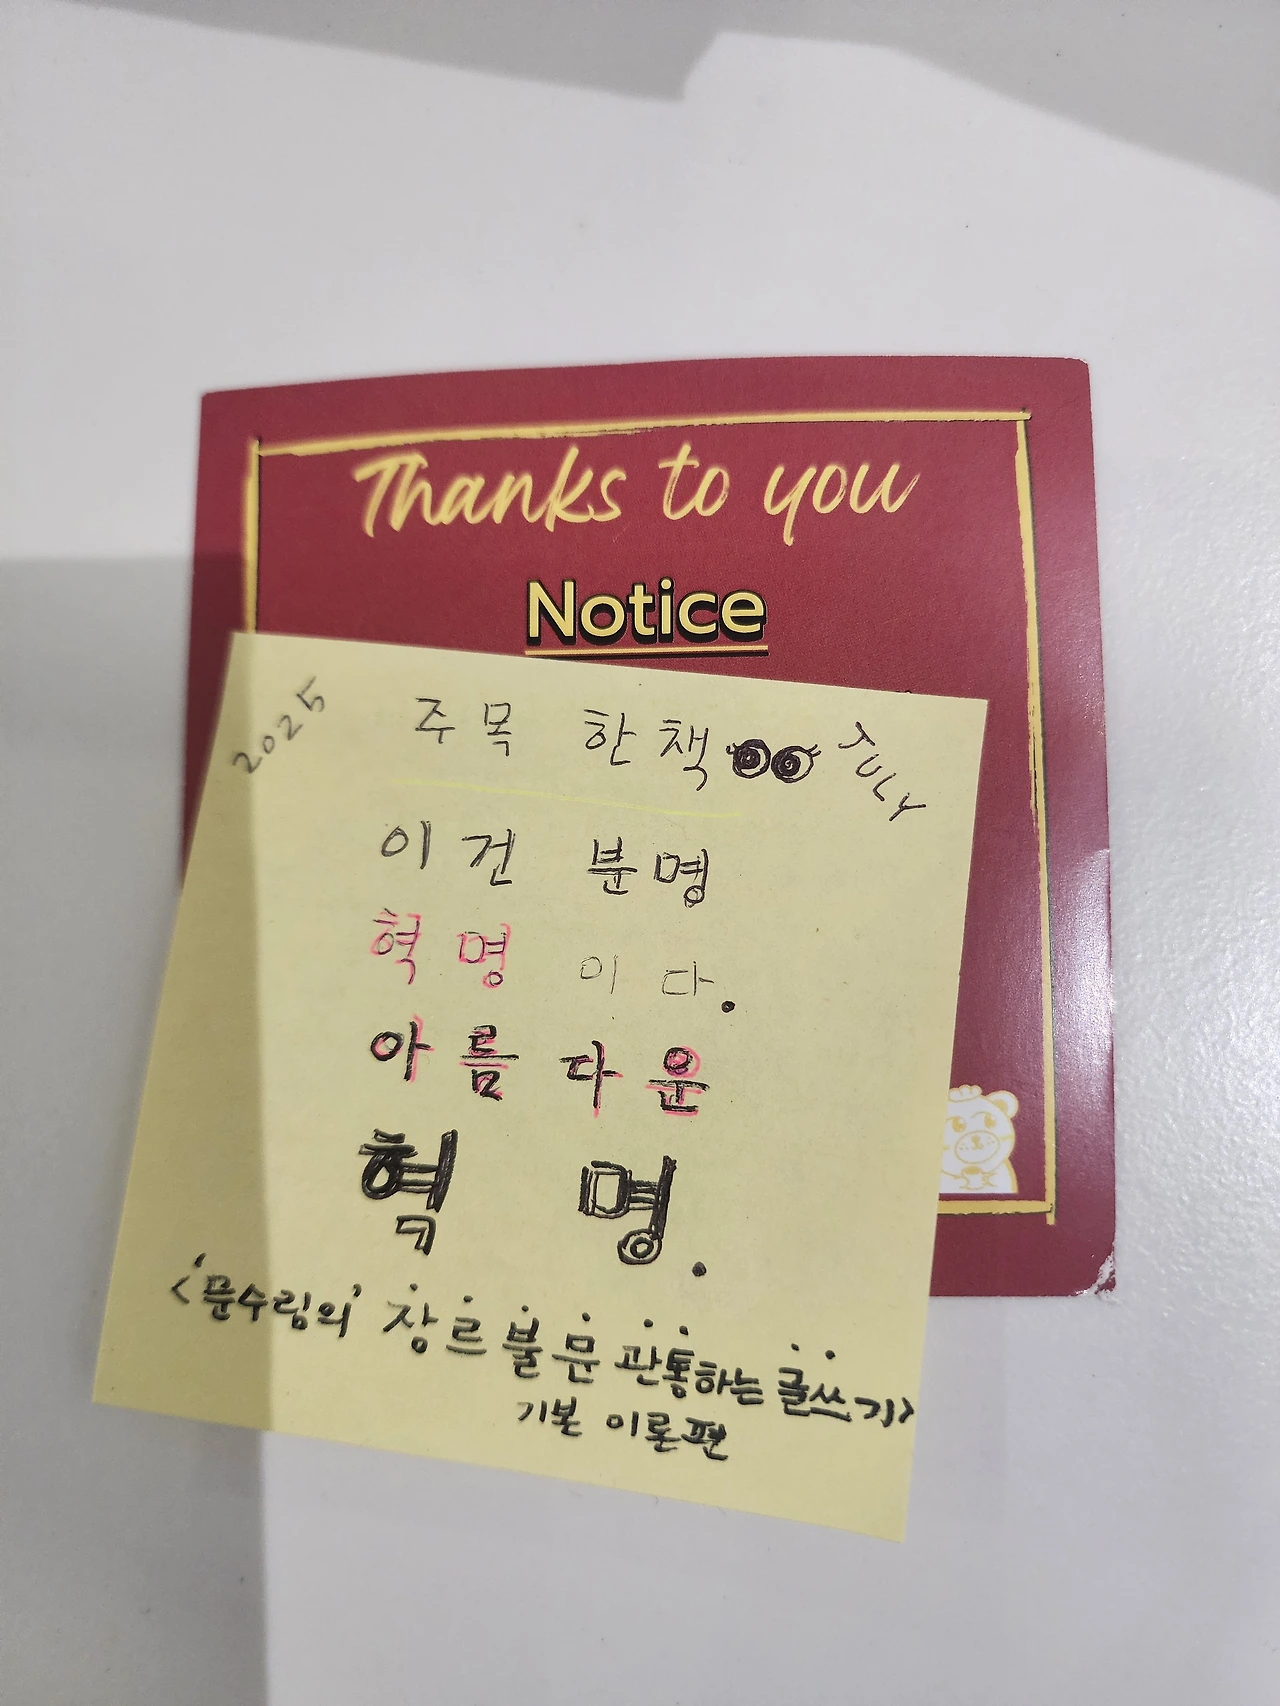 Thanks to you
Notice
2025
주목 한책
JULY
이건 분명
혁명이다.
아름다운
혁명.
<'문수림의' 장르불문 관통하는 글쓰기>
기본 이론편